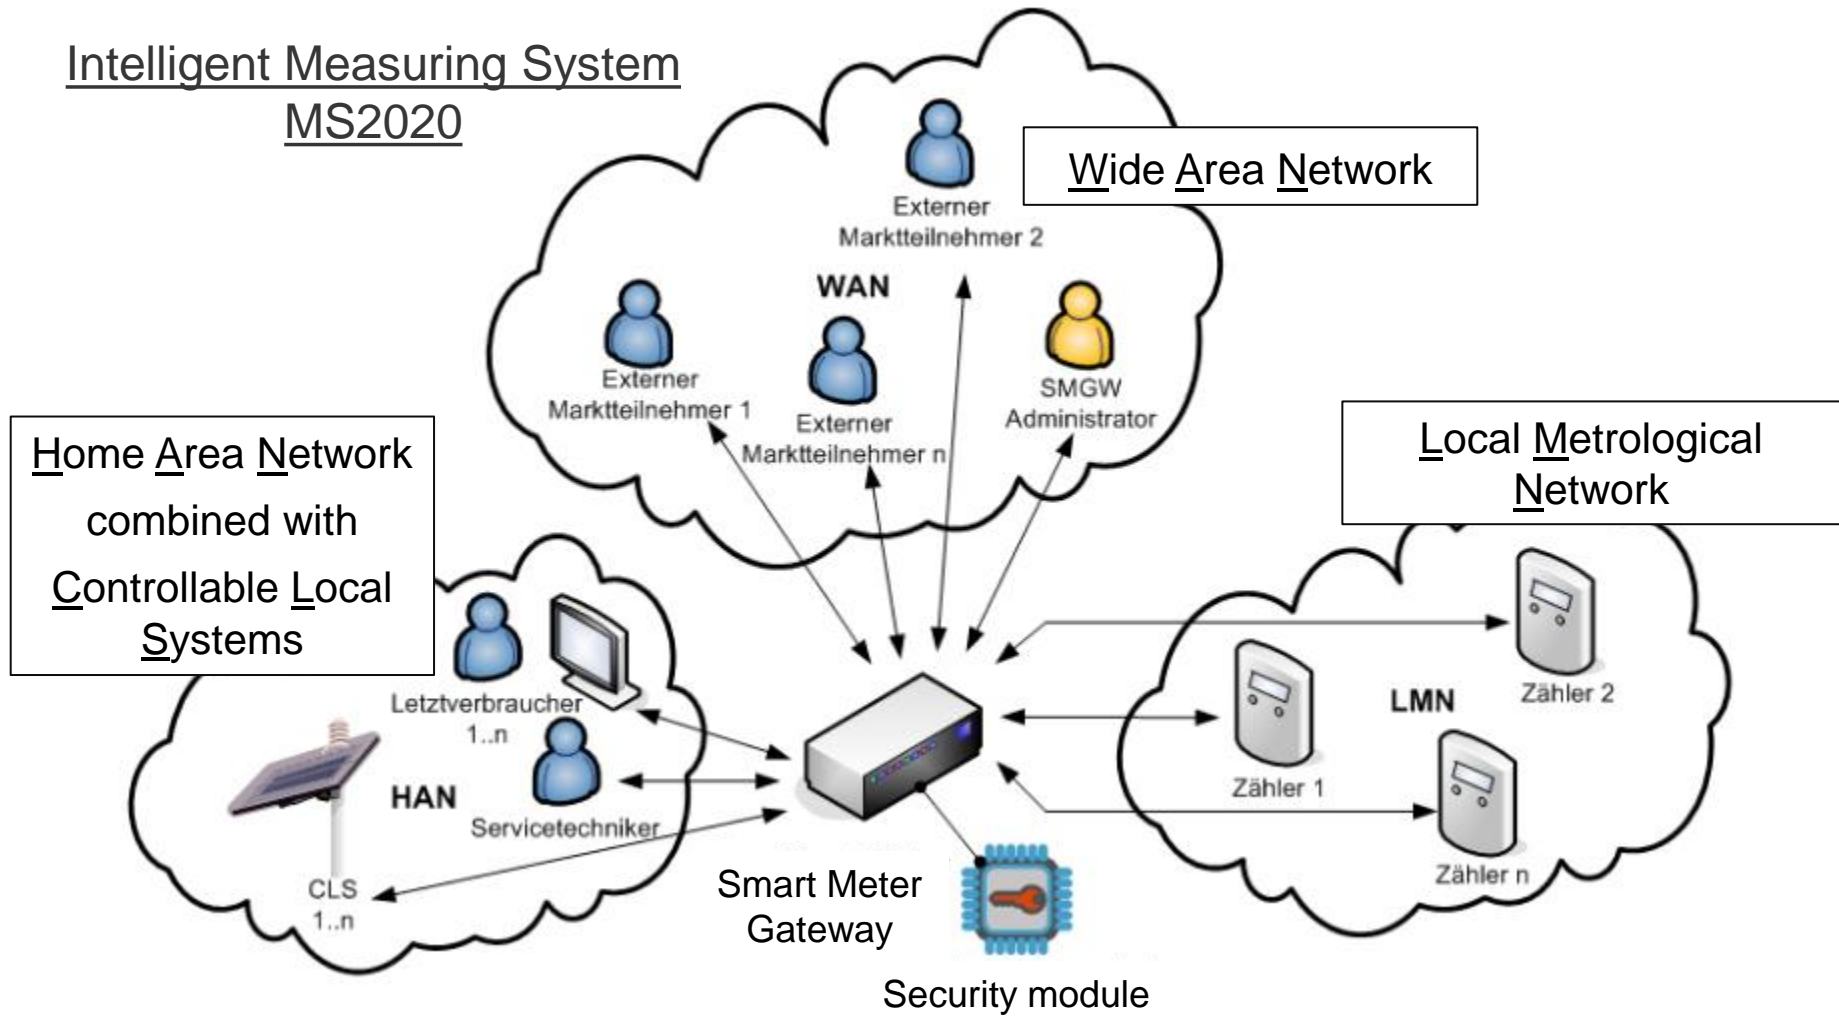 Intelligent Measuring System
MS2020
Wide Area Network
Externer
Marktteilnehmer 2
WAN
Externer
Marktteilnehmer 1
Externer
Marktteilnehmer n
SMGW
Administrator
Home Area Network
combined with
Controllable Local
Systems
Local Metrological
Network
Letztverbraucher
1..n
HAN
Servicetechniker
CLS
1..n
Zähler 2
LMN
Zähler 1
Zähler n
Smart Meter
Gateway
Security module